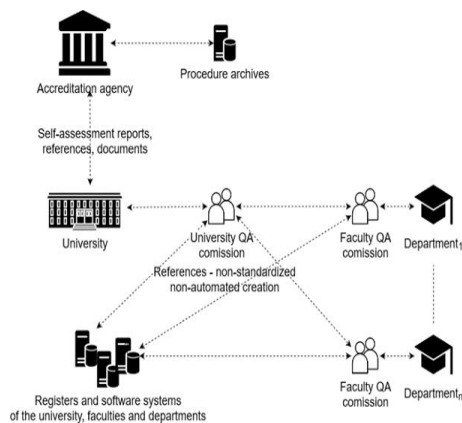 Accreditation agency
Procedure archives
Self-assessment reports,
references, documents
University
University QA
comission
Faculty QA
comission
Department1
References - non-standardized
non-automated creation
Registers and software systems
of the university, faculties and departments
Faculty QA
comission
Departmentn